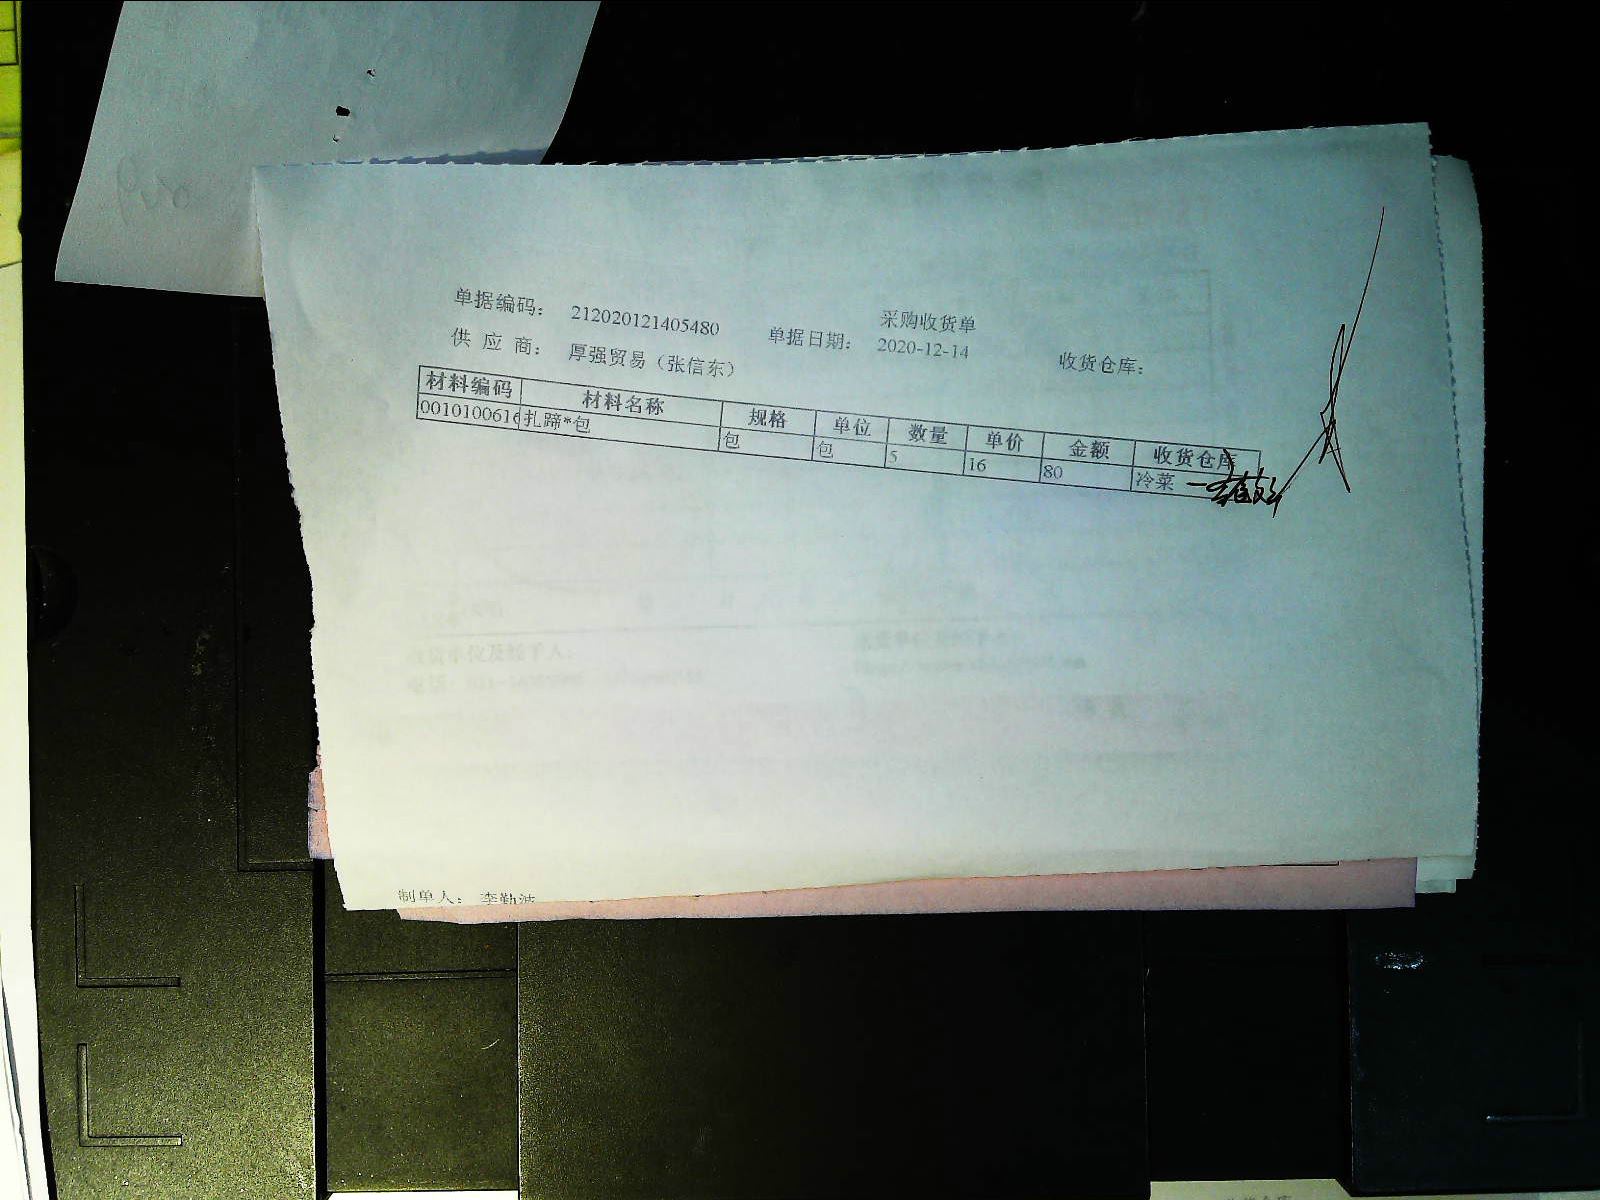 采购收货单
单据编码： 212020121405480 单据日期： 2020-12-14 收货仓库：
供 应 商： 厚强贸易（张信东）
材料编码 材料名称 规格 单位 数量 单价 金额 收货仓库
0010100616 扎蹄*包 包 包 5 16 80 冷菜
制单人： 李勤波